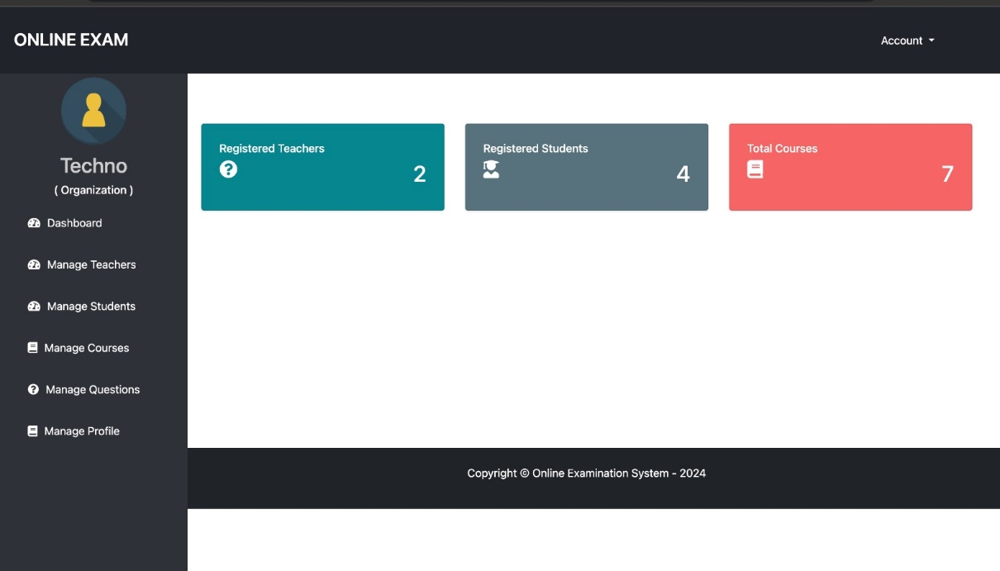 ONLINE EXAM
Account
Techno
( Organization )
Dashboard
Manage Teachers
Manage Students
Manage Courses
Manage Questions
Manage Profile
Registered Teachers
2
Registered Students
4
Total Courses
7
Copyright © Online Examination System - 2024